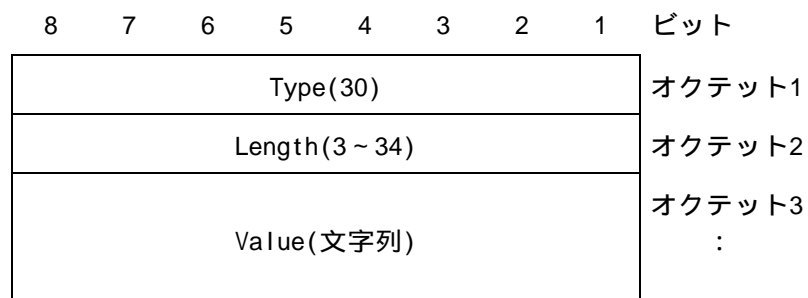 8 7 6 5 4 3 2 1 ビット
Type(30) オクテット1
Length(3~34) オクテット2
オクテット3
Value(文字列) :